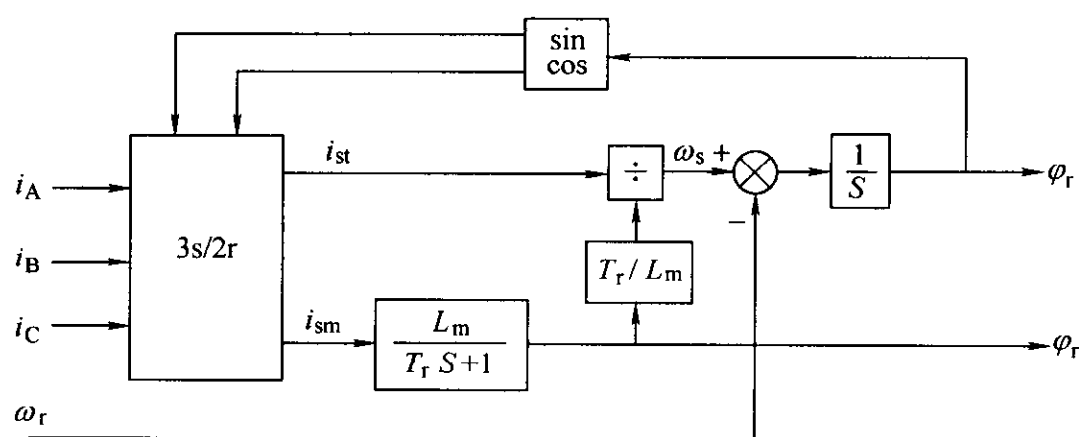 sin
cos
i_st
ω_s +
÷
1
S
φ_r
i_A
−
i_B
3s/2r
T_r / L_m
i_C
i_sm
L_m
T_r S+1
φ_r
ω_r